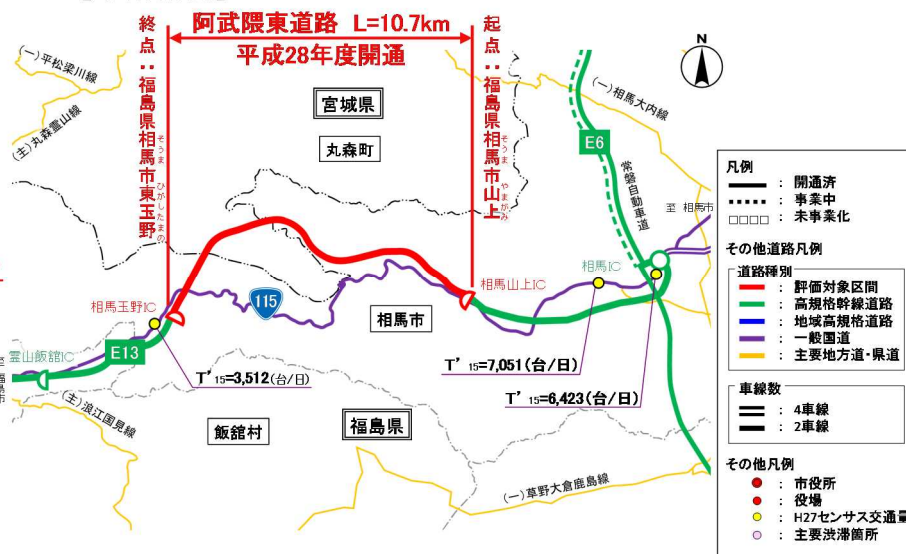 阿武隈東道路 L=10.7km
平成28年度開通
終点：福島県相馬市東玉野
そうま
ひがしたまの
起点：福島県相馬市山上
そうま
やまがみ
N
(一)平松梁川線
(主)丸森霊山線
宮城県
丸森町
(一)相馬大内線
E6
常磐自動車道
至 相馬市
相馬IC
相馬山上IC
相馬玉野IC
115
相馬市
霊山飯舘IC
E13
至 福島市
T'15=3,512(台/日)
T'15=7,051(台/日)
T'15=6,423(台/日)
(主)浪江国見線
飯舘村
福島県
(一)草野大倉鹿島線
凡例
： 開通済
： 事業中
： 未事業化
その他道路凡例
道路種別
： 評価対象区間
： 高規格幹線道路
： 地域高規格道路
： 一般国道
： 主要地方道・県道
車線数
： 4車線
： 2車線
その他凡例
： 市役所
： 役場
： H27センサス交通量
： 主要渋滞箇所